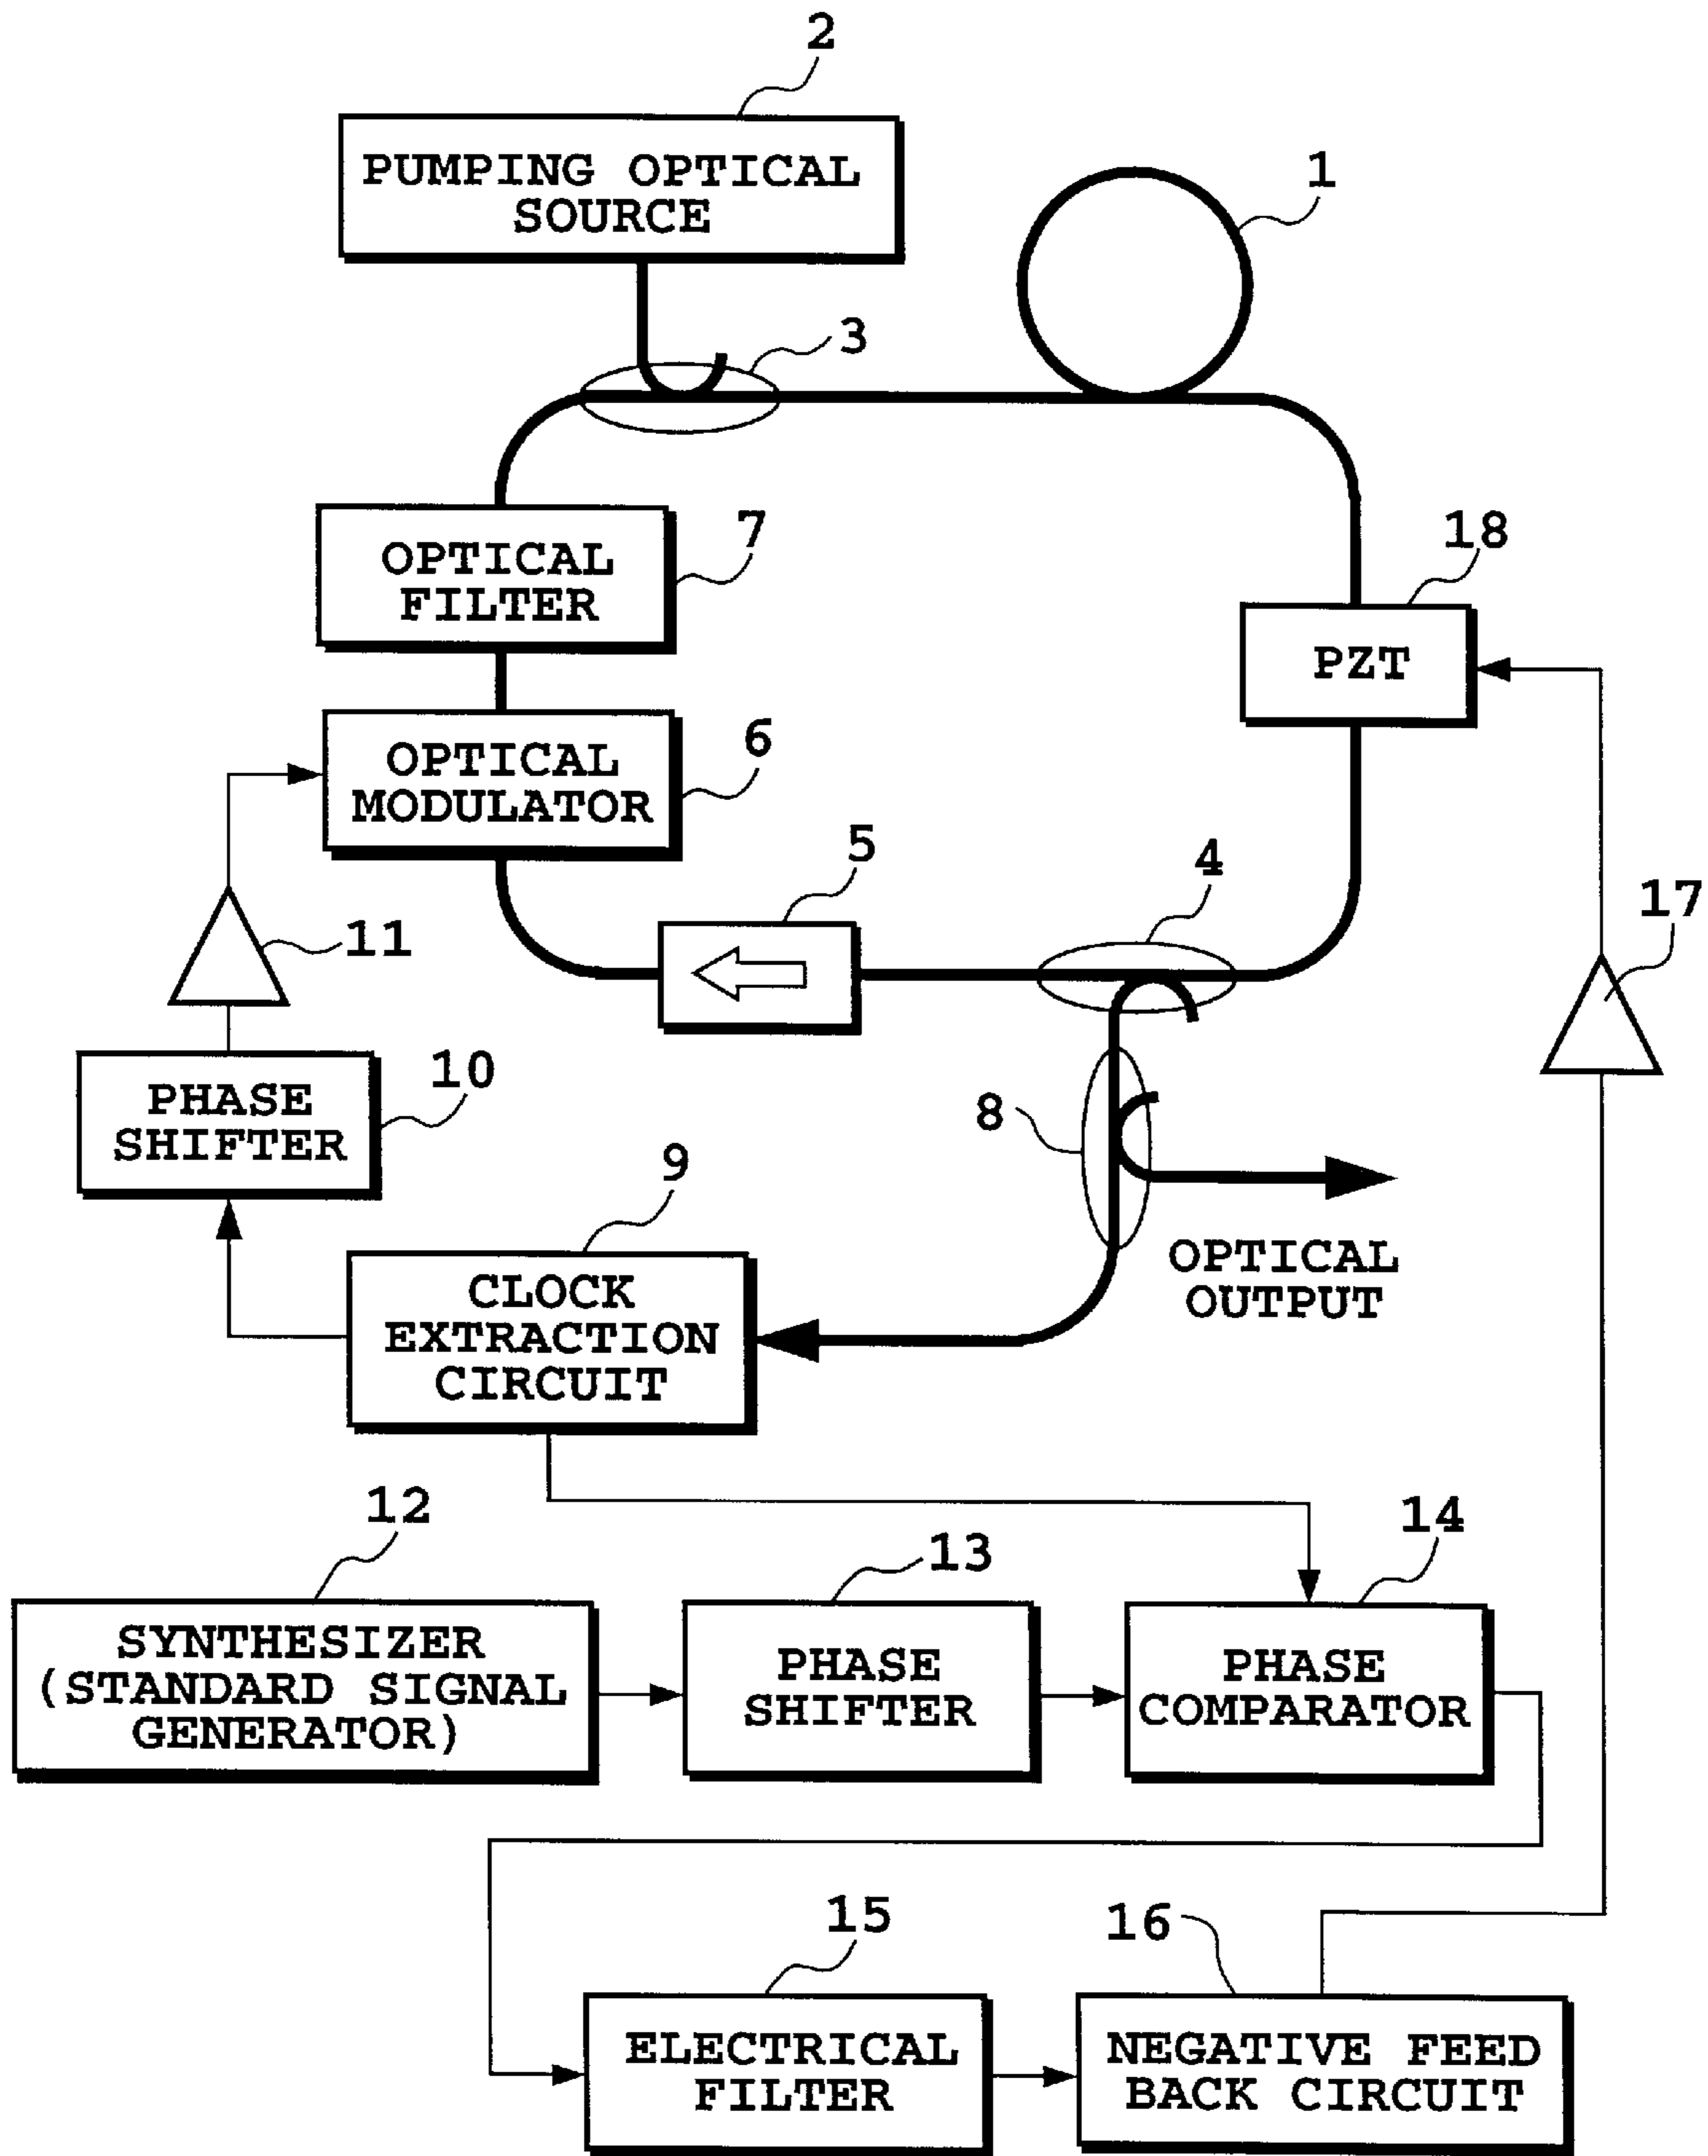 2
PUMPING OPTICAL
SOURCE
1
3
OPTICAL
FILTER
7
18
PZT
OPTICAL
MODULATOR
6
5
4
17
11
PHASE
SHIFTER
10
8
9
CLOCK
EXTRACTION
CIRCUIT
OPTICAL
OUTPUT
12
13
14
SYNTHESIZER
(STANDARD SIGNAL
GENERATOR)
PHASE
SHIFTER
PHASE
COMPARATOR
15
16
ELECTRICAL
FILTER
NEGATIVE FEED
BACK CIRCUIT